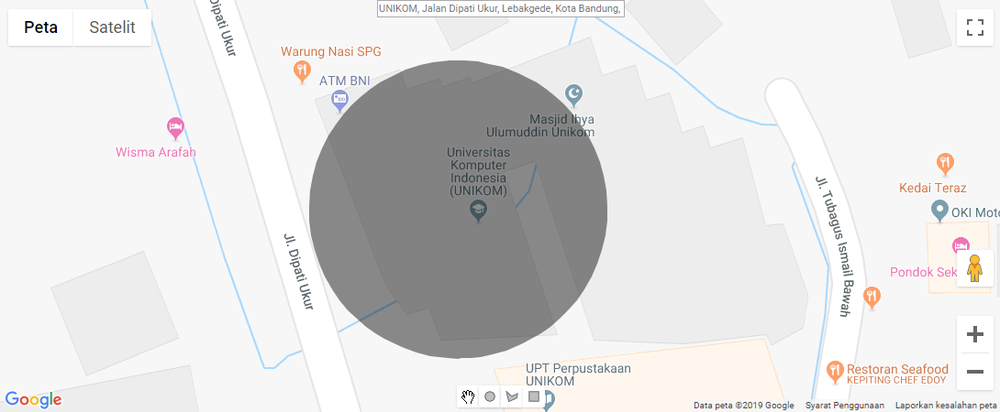 Peta
Satelit
UNIKOM, Jalan Dipati Ukur, Lebakgede, Kota Bandung,
Dipati Ukur
Warung Nasi SPG
ATM BNI
Masjid Ihya
Ulumuddin Unikom
Wisma Arafah
Universitas
Komputer
Indonesia
(UNIKOM)
Jl. Dipati Ukur
Jl. Tubagus Ismail Bawah
Kedai Teraz
OKI Moto
Pondok Sek
UPT Perpustakaan
UNIKOM
Restoran Seafood
KEPITING CHEF EDOY
Google
Data peta ©2019 Google
Syarat Penggunaan
Laporkan kesalahan peta